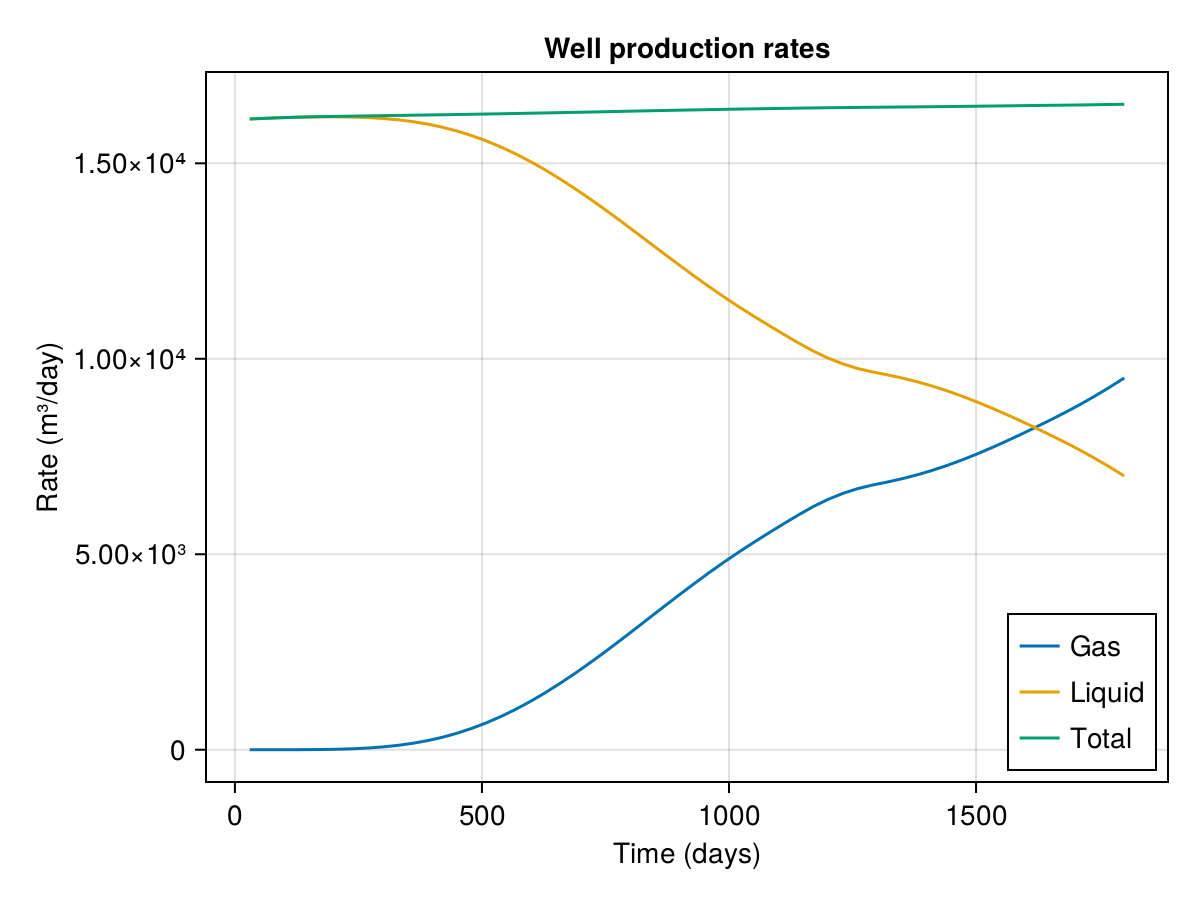 Well production rates
Rate (m³/day)
1.50×10⁴
1.00×10⁴
5.00×10³
0
0 500 1000 1500
Time (days)
Gas
Liquid
Total